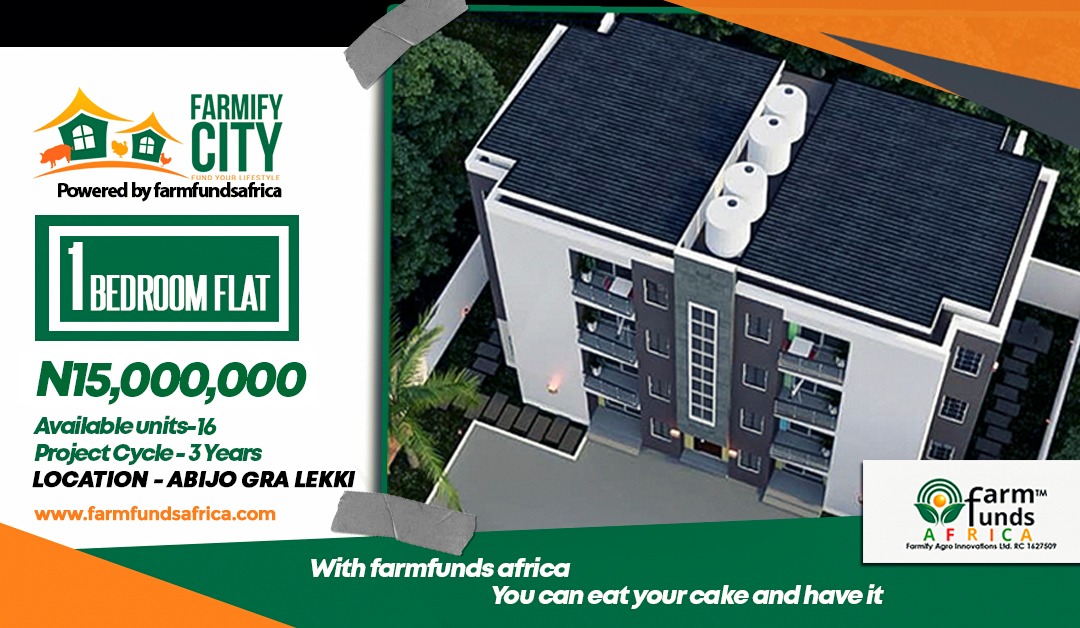 FARMIFY
CITY
FUND YOUR LIFESTYLE
Powered by farmfundsafrica
1 BEDROOM FLAT
N15,000,000
Available units-16
Project Cycle - 3 Years
LOCATION - ABIJO GRA LEKKI
www.farmfundsafrica.com
farm™
funds
AFRICA
Farmify Agro Innovations Ltd. RC 1627509
With farmfunds africa
You can eat your cake and have it